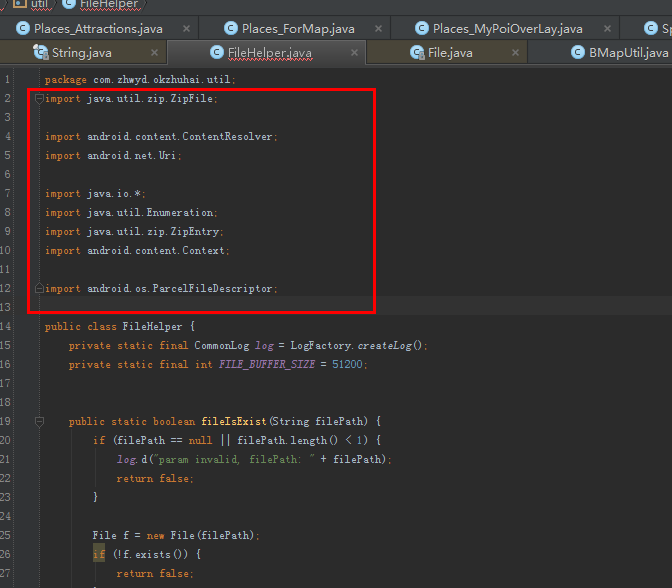 util
FileHelper
Places_Attractions.java
Places_ForMap.java
Places_MyPoiOverLay.java
String.java
FileHelper.java
File.java
BMapUtil.java
1 package com.zhwyd.okzhuhai.util;
2 import java.util.zip.ZipFile;
3
4 import android.content.ContentResolver;
5 import android.net.Uri;
6
7 import java.io.*;
8 import java.util.Enumeration;
9 import java.util.zip.ZipEntry;
10 import android.content.Context;
11
12 import android.os.ParcelFileDescriptor;
13
14 public class FileHelper {
15 private static final CommonLog log = LogFactory.createLog();
16 private static final int FILE_BUFFER_SIZE = 51200;
17
18
19 public static boolean fileIsExist(String filePath) {
20 if (filePath == null || filePath.length() < 1) {
21 log.d("param invalid, filePath: " + filePath);
22 return false;
23 }
24
25 File f = new File(filePath);
26 if (!f.exists()) {
27 return false;